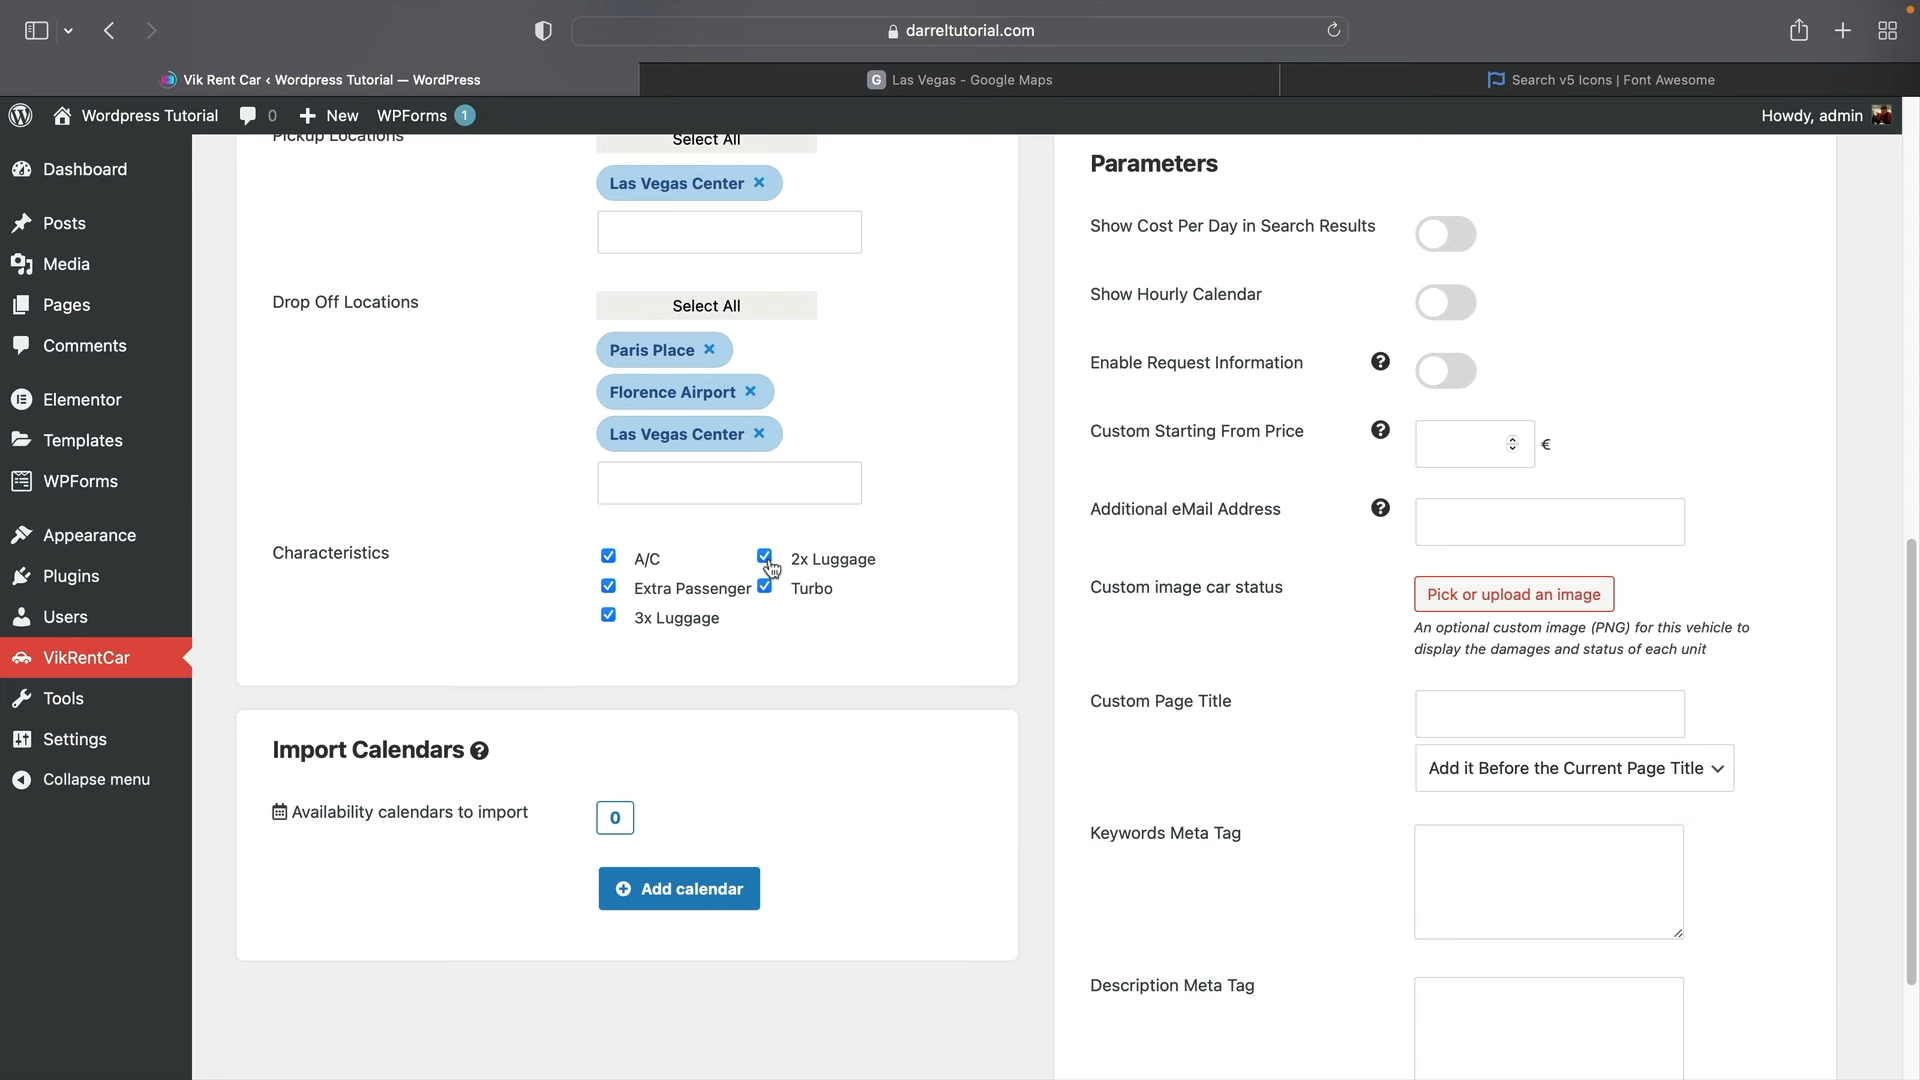 darreltutorial.com
Vik Rent Car ‹ Wordpress Tutorial — WordPress
G Las Vegas - Google Maps
Search v5 Icons | Font Awesome
Wordpress Tutorial
0
New
WPForms 1
Howdy, admin
Dashboard
Posts
Media
Pages
Comments
Elementor
Templates
WPForms
Appearance
Plugins
Users
VikRentCar
Tools
Settings
Collapse menu
Pickup Locations
Select All
Las Vegas Center ×
Drop Off Locations
Select All
Paris Place ×
Florence Airport ×
Las Vegas Center ×
Characteristics
A/C
2x Luggage
Extra Passenger
Turbo
3x Luggage
Import Calendars ?
Availability calendars to import
0
Add calendar
Parameters
Show Cost Per Day in Search Results
Show Hourly Calendar
Enable Request Information ?
Custom Starting From Price ?
€
Additional eMail Address ?
Custom image car status
Pick or upload an image
An optional custom image (PNG) for this vehicle to
display the damages and status of each unit
Custom Page Title
Add it Before the Current Page Title
Keywords Meta Tag
Description Meta Tag